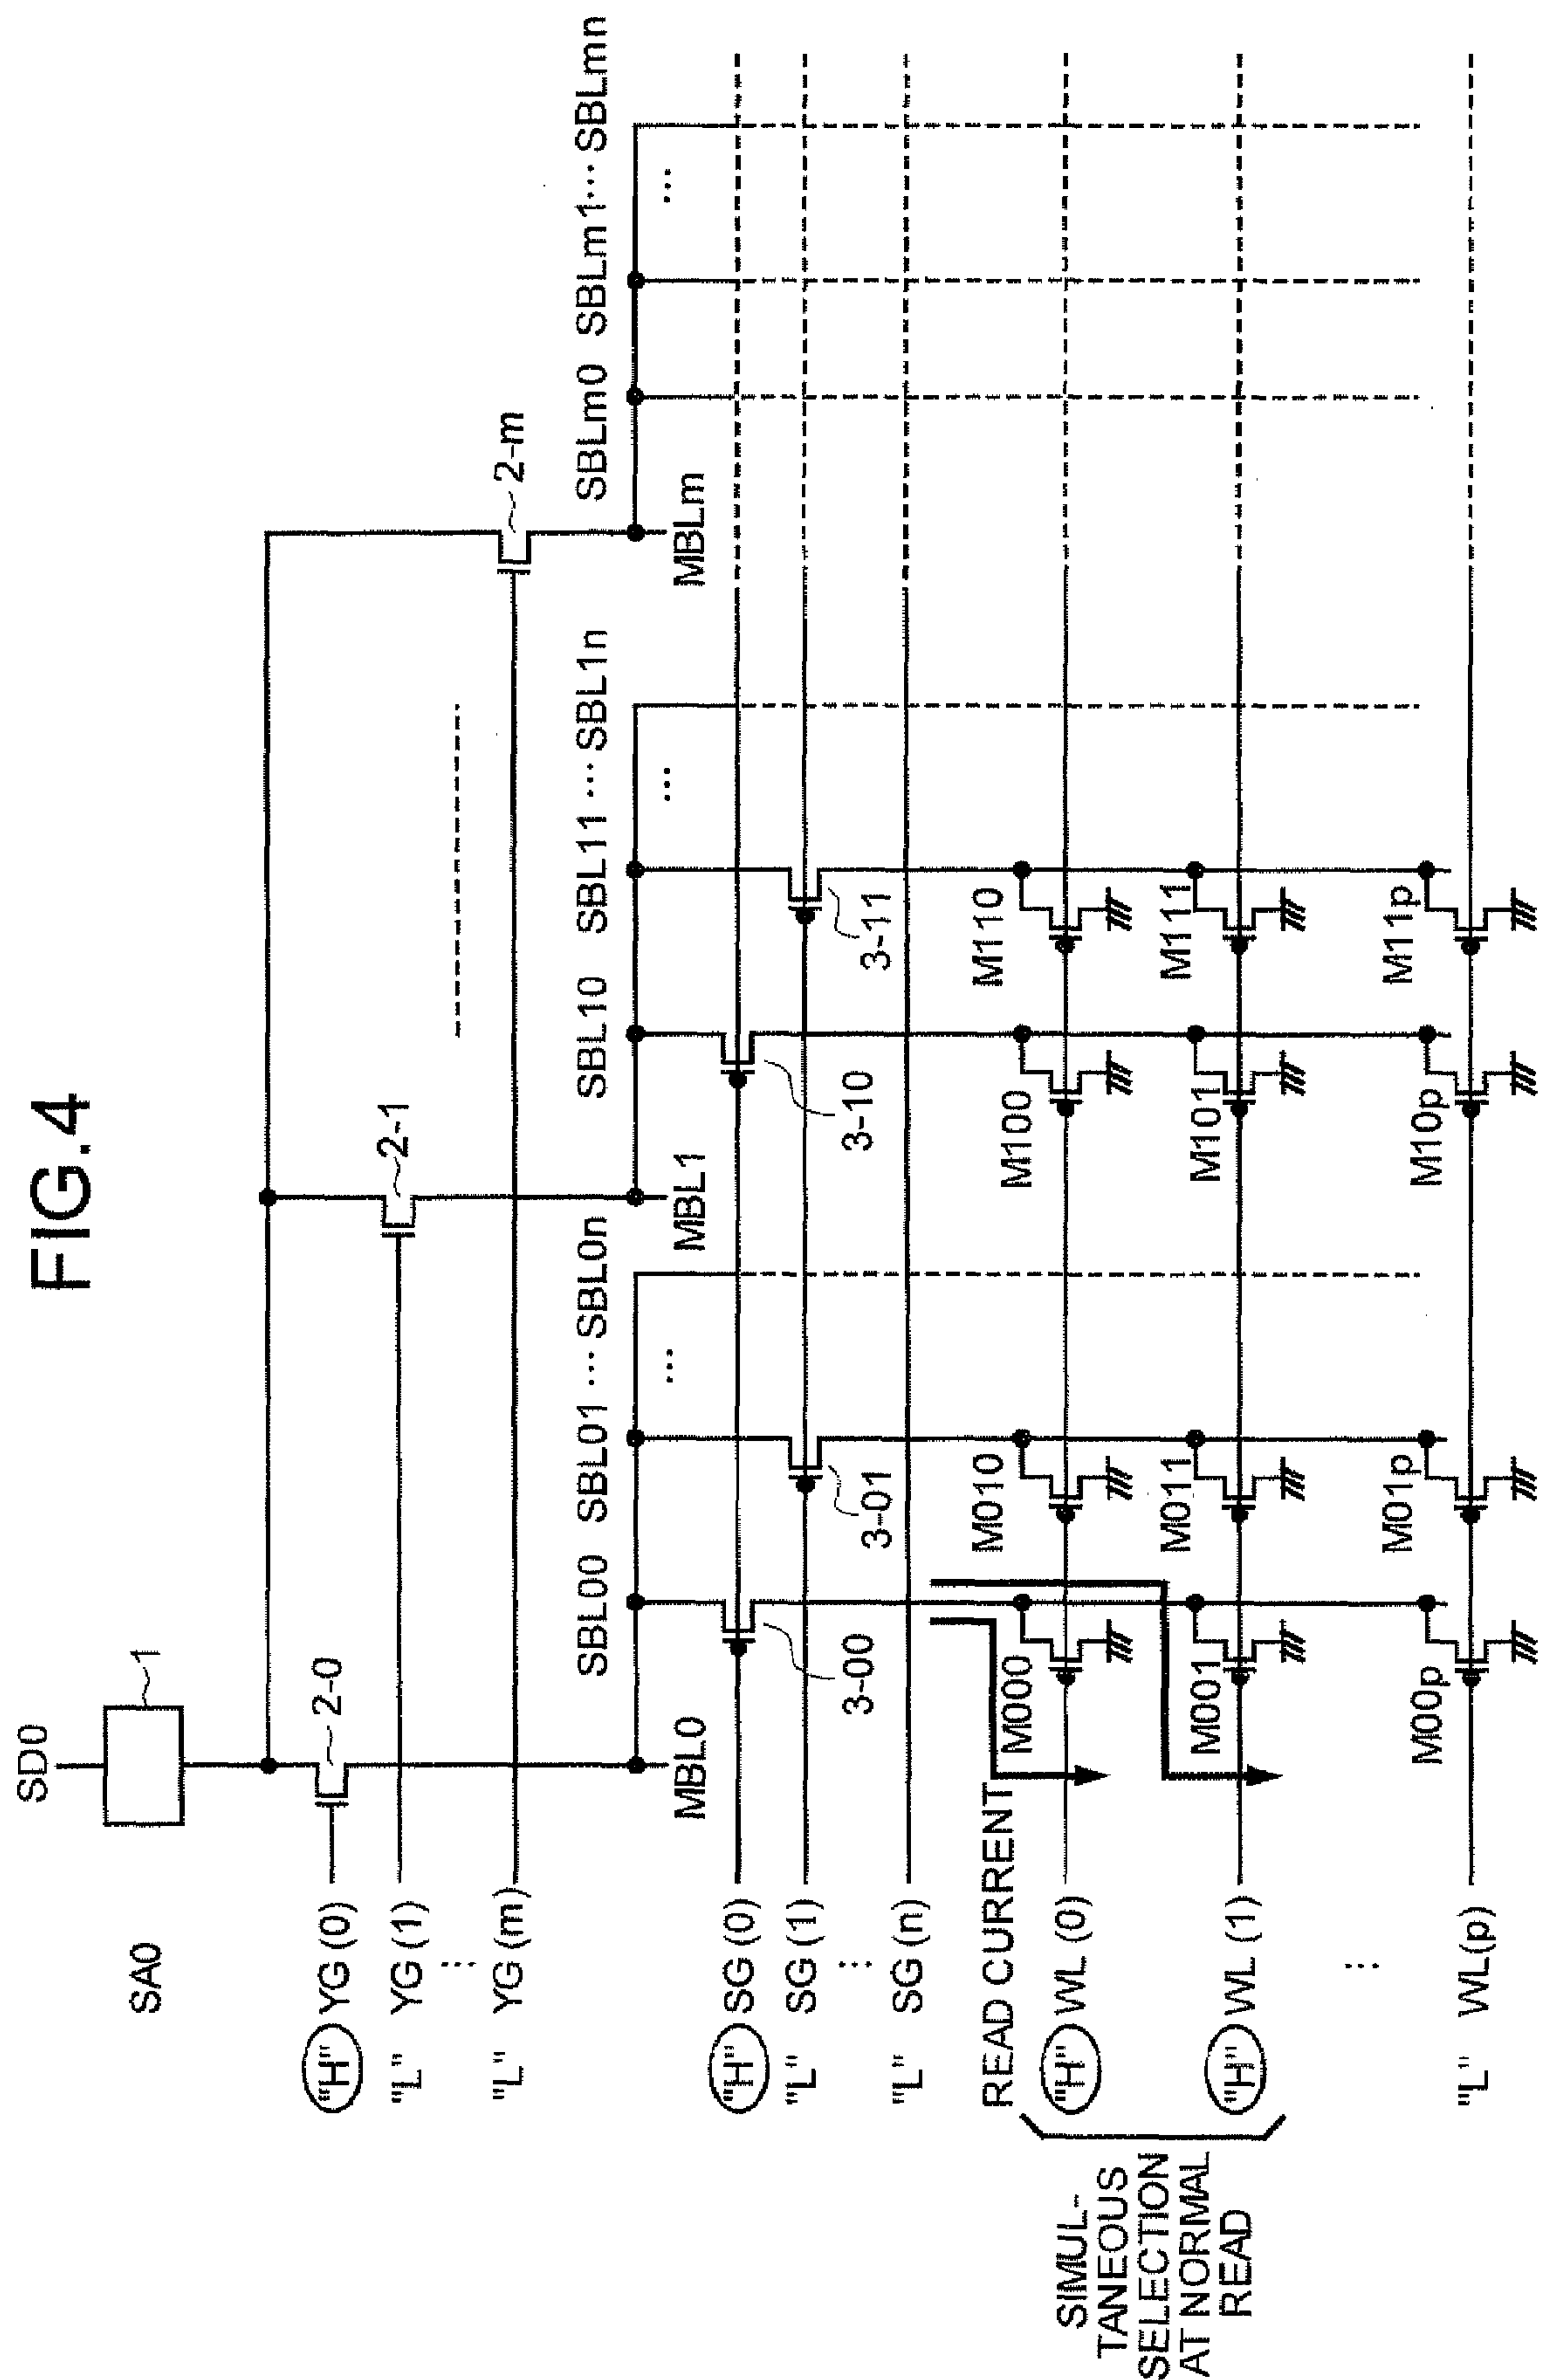 FIG.4
SD0
1
SA0
2-0
2-1
2-m
"H" YG (0)
"L" YG (1)
⋮
"L" YG (m)
SBL00 SBL01 ··· SBL0n
SBL10 SBL11 ··· SBL1n
SBLm0 SBLm1 ··· SBLmn
MBL0
MBL1
MBLm
... ... ...
"H" SG (0)
"L" SG (1)
⋮
"L" SG (n)
3-00
3-01
3-10
3-11
READ CURRENT
"H" WL (0)
M000
M010
M100
M110
"H" WL (1)
M001
M011
M101
M111
⋮
"L" WL(p)
M00p
M01p
M10p
M11p
SIMUL-
TANEOUS
SELECTION
AT NORMAL
READ